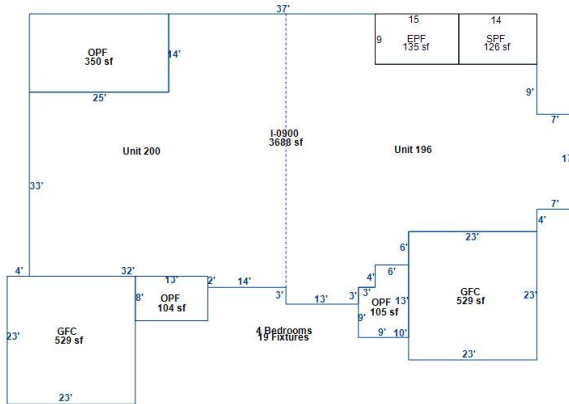 37'
15
14
OPF
350 sf
14'
9
EPF
135 sf
SPF
126 sf
9'
25'
7'
I-0900
3688 sf
Unit 200
Unit 196
33'
7'
4'
23'
6'
4'
32'
13'
2'
14'
4'
6'
3'
3'
3'
13'
8'
OPF
104 sf
OPF
105 sf
13'
GFC
529 sf
23'
GFC
529 sf
23'
9'
9'
10'
4 Bedrooms
19 Fixtures
23'
23'